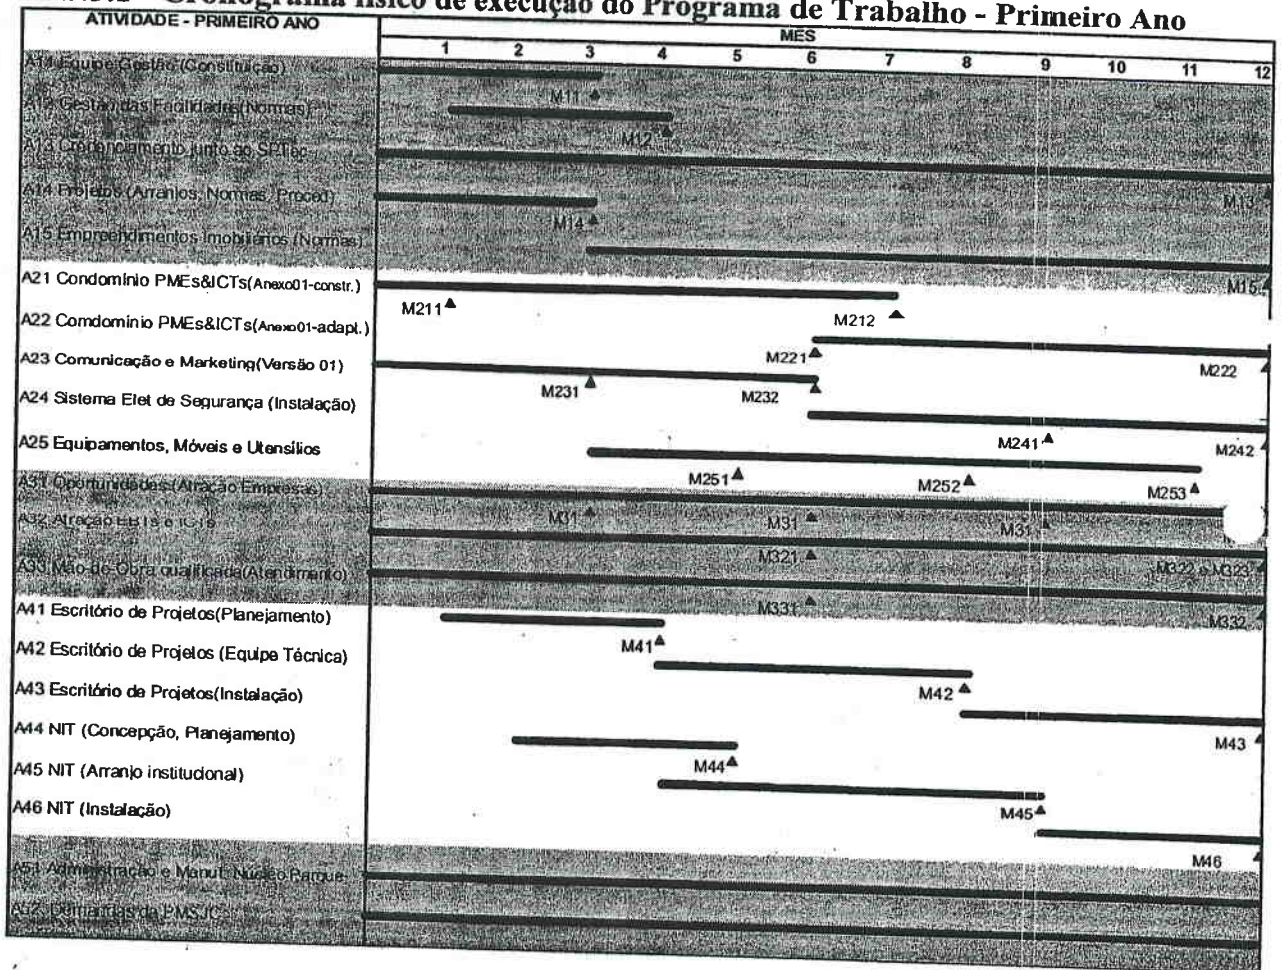 Cronograma físico de execução do Programa de Trabalho - Primeiro Ano
ATIVIDADE - PRIMEIRO ANO
MÊS
1 2 3 4 5 6 7 8 9 10 11 12
A11 Equipe Gestão (Constituição)
M11
A12 Gestão das Facilidades (Normas)
M12
A13 Credenciamento junto ao SPTec
M13
A14 Projetos (Arranjos, Normas, Proced)
M14
A15 Empreendimentos Imobiliários (Normas)
M15
A21 Condomínio PMEs&ICTs(Anexo01-constr.)
M211 M212
A22 Comdomínio PMEs&ICTs(Anexo01-adapt.)
M221 M222
A23 Comunicação e Marketing(Versão 01)
M231 M232
A24 Sistema Elet de Segurança (Instalação)
M241 M242
A25 Equipamentos, Móveis e Utensílios
M251 M252 M253
A31 Oportunidades (Atração Empresas)
M31 M31 M31
A32 Atração EBTs e ICTs
M321 M322 e M323
A33 Mão-de-Obra qualificada(Atendimento)
M331 M332
A41 Escritório de Projetos(Planejamento)
M41
A42 Escritório de Projetos (Equipe Técnica)
M42
A43 Escritório de Projetos(Instalação)
M43
A44 NIT (Concepção, Planejamento)
M44
A45 NIT (Arranjo institucional)
M45
A46 NIT (Instalação)
M46
A51 Administração e Manut. Núcleo Parque
A52 Demandas da PMSJC